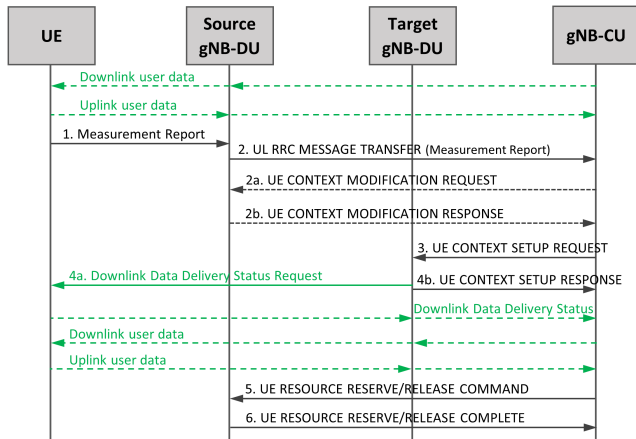 UE
Source
gNB-DU
Target
gNB-DU
gNB-CU
Downlink user data
Uplink user data
1. Measurement Report
2. UL RRC MESSAGE TRANSFER (Measurement Report)
2a. UE CONTEXT MODIFICATION REQUEST
2b. UE CONTEXT MODIFICATION RESPONSE
3. UE CONTEXT SETUP REQUEST
4a. Downlink Data Delivery Status Request
4b. UE CONTEXT SETUP RESPONSE
Downlink Data Delivery Status
Downlink user data
Uplink user data
5. UE RESOURCE RESERVE/RELEASE COMMAND
6. UE RESOURCE RESERVE/RELEASE COMPLETE